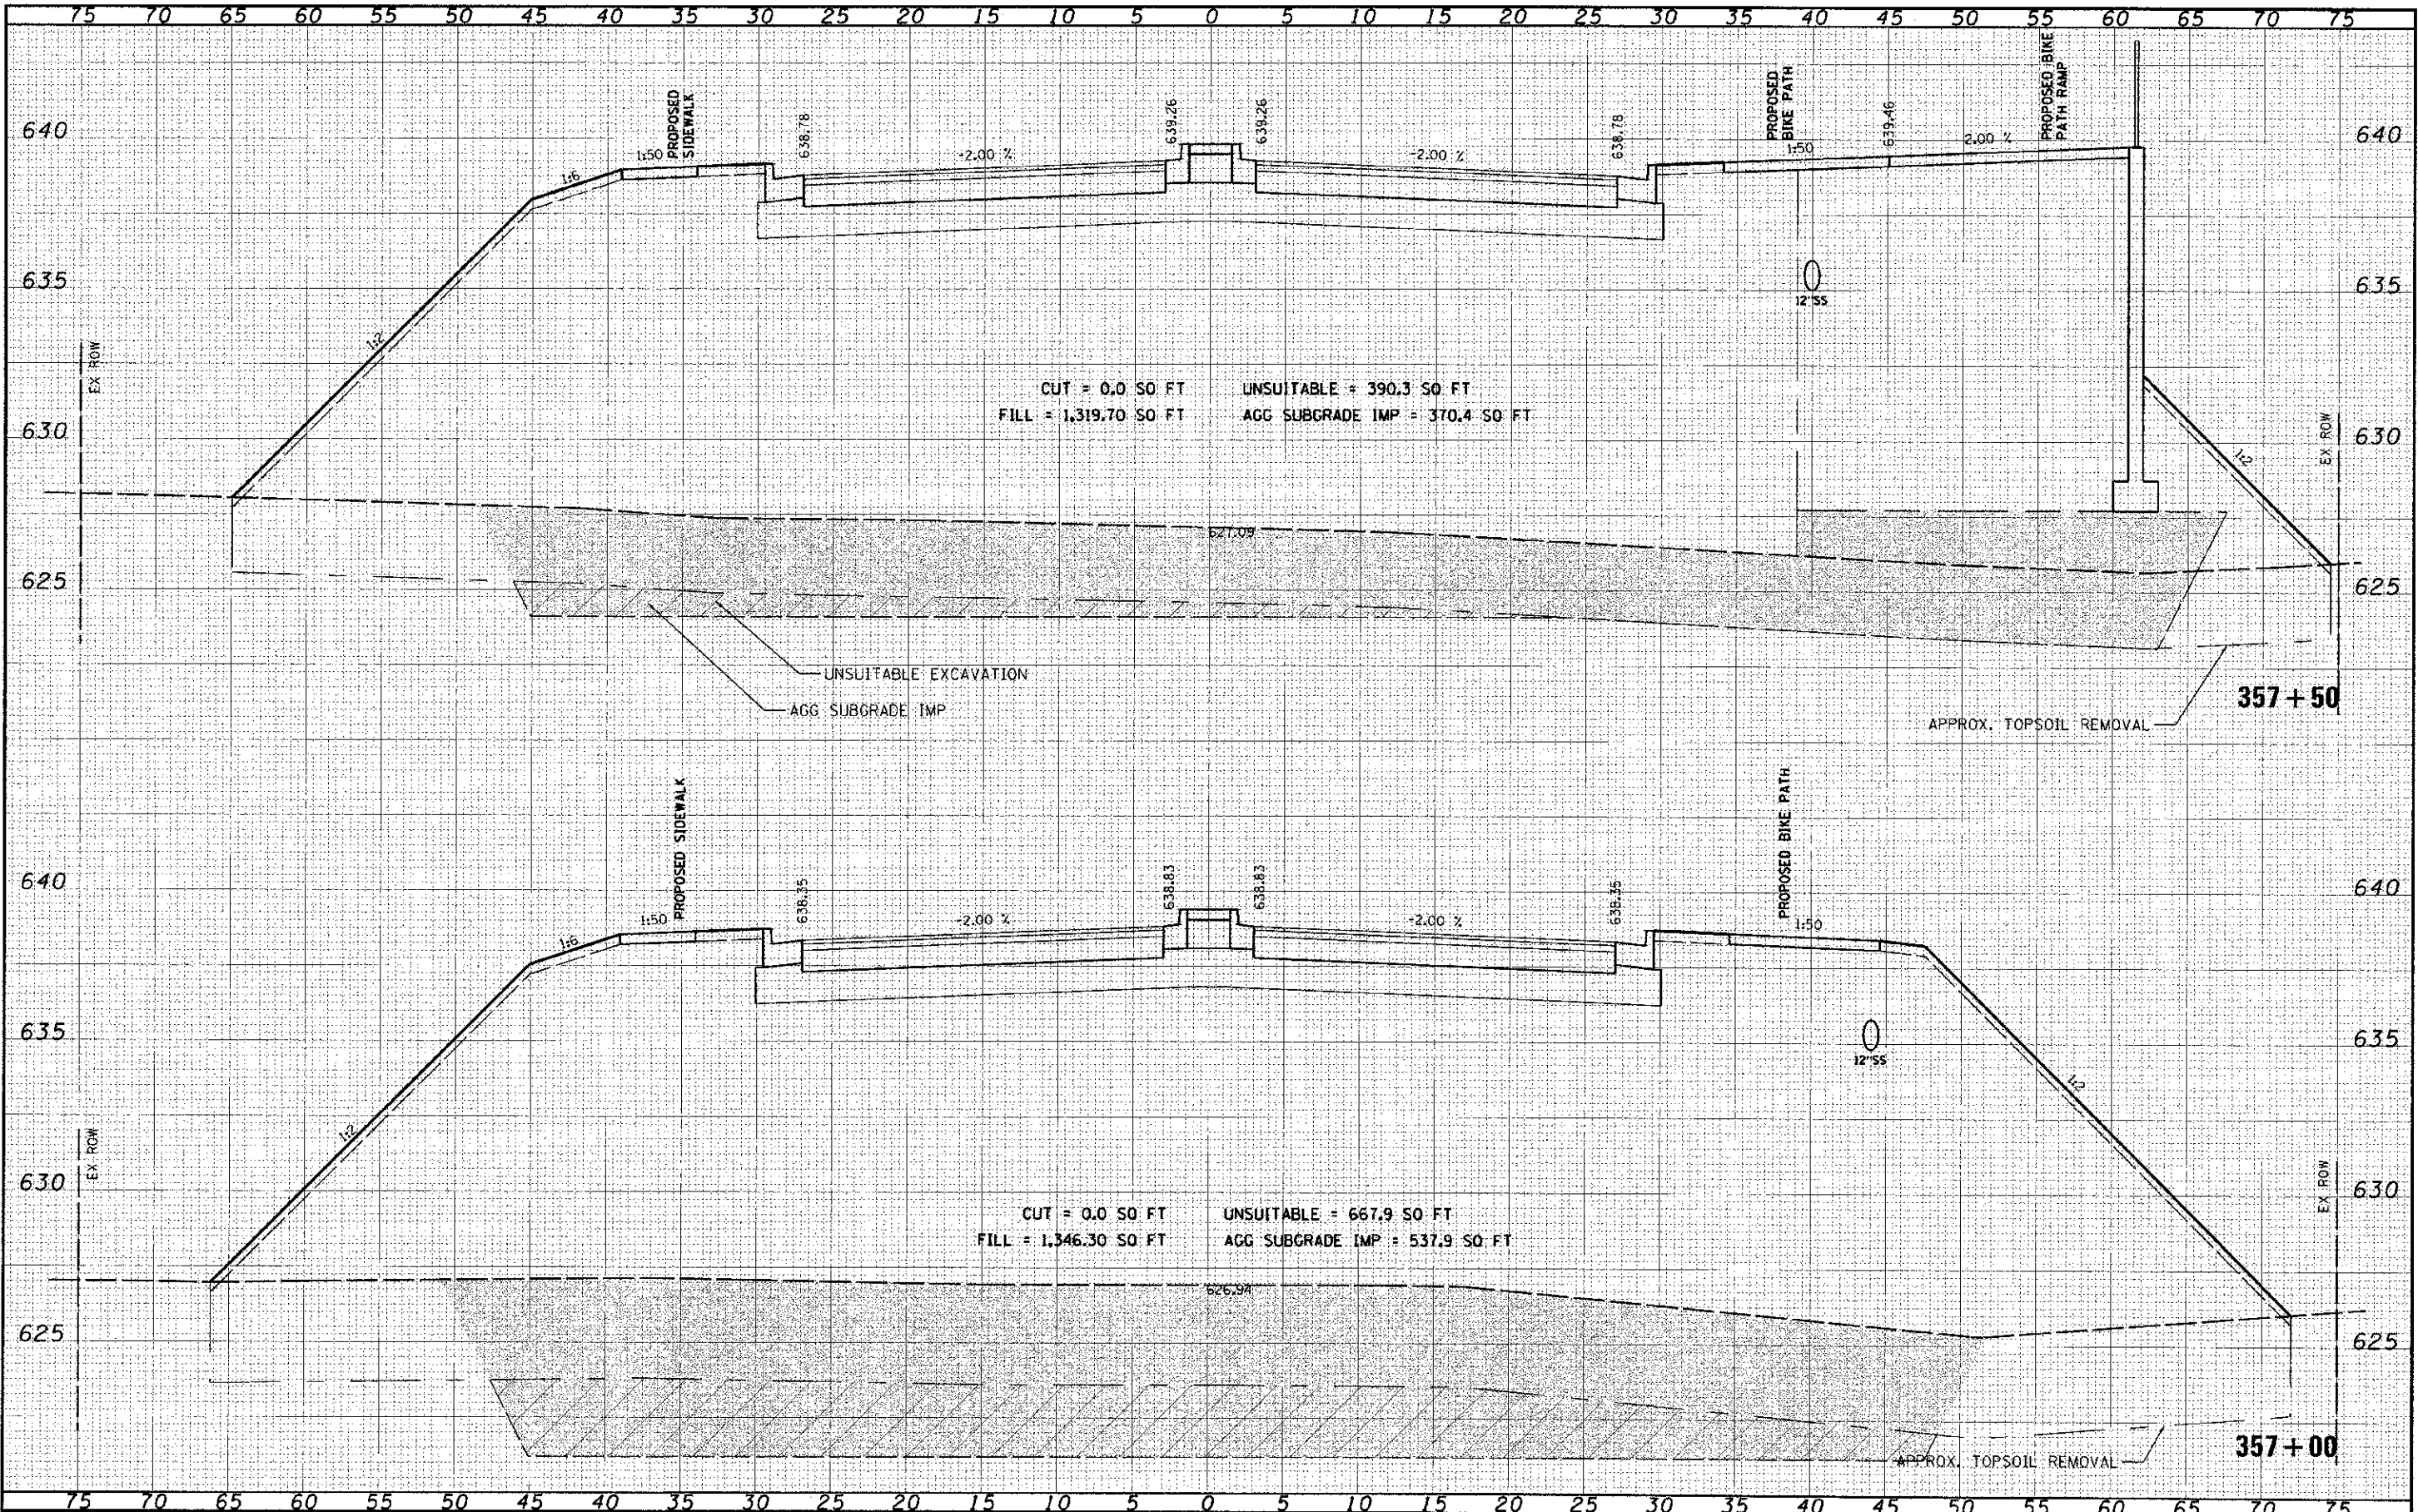 75 70 65 60 55 50 45 40 35 30 25 20 15 10 5 0 5 10 15 20 25 30 35 40 45 50 55 60 65 70 75
PROPOSED
SIDEWALK
PROPOSED
BIKE PATH
PROPOSED BIKE
PATH RAMP
638.78
639.26
639.26
638.78
639.46
640
640
1:6
1:50
-2.00 %
-2.00 %
1:50
2.00 %
635
635
12"SS
1:2
EX ROW
CUT = 0.0 SQ FT UNSUITABLE = 390.3 SQ FT
FILL = 1,319.70 SQ FT AGG SUBGRADE IMP = 370.4 SQ FT
630
630
EX ROW
1:2
627.09
625
625
UNSUITABLE EXCAVATION
AGG SUBGRADE IMP
APPROX. TOPSOIL REMOVAL
357+50
PROPOSED SIDEWALK
PROPOSED BIKE PATH
638.35
638.83
638.83
638.35
640
640
1:6
1:50
-2.00 %
-2.00 %
1:50
635
635
12"SS
1:2
1:2
EX ROW
EX ROW
630
630
CUT = 0.0 SQ FT UNSUITABLE = 667.9 SQ FT
FILL = 1,346.30 SQ FT AGG SUBGRADE IMP = 537.9 SQ FT
626.94
625
625
APPROX. TOPSOIL REMOVAL
357+00
75 70 65 60 55 50 45 40 35 30 25 20 15 10 5 0 5 10 15 20 25 30 35 40 45 50 55 60 65 70 75